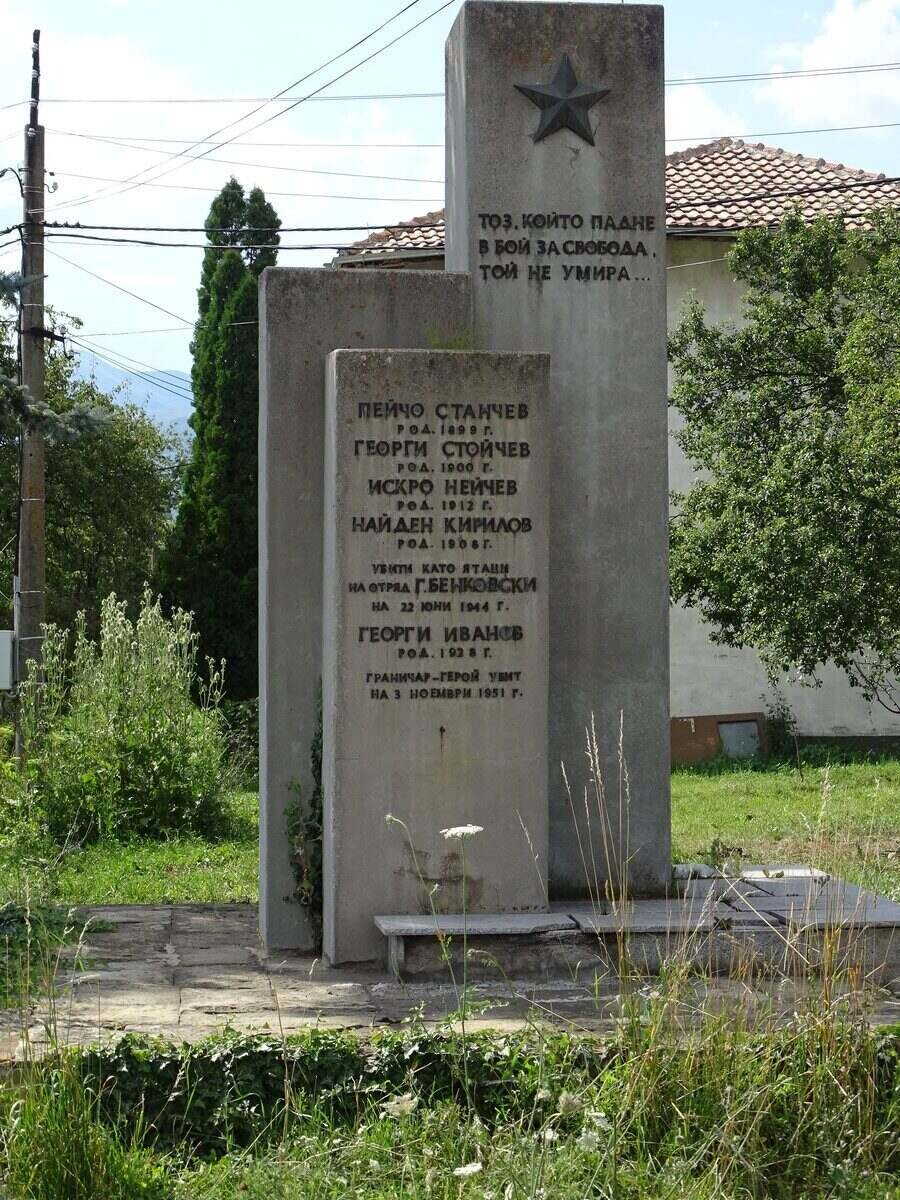 ТОЗ, КОЙТО ПАДНЕ
В БОЙ ЗА СВОБОДА,
ТОЙ НЕ УМИРА...
ПЕЙЧО СТАНЧЕВ
РОД. 1899 Г.
ГЕОРГИ СТОЙЧЕВ
РОД. 1900 Г.
ИСКРО НЕЙЧЕВ
РОД. 1912 Г.
НАЙДЕН КИРИЛОВ
РОД. 1908 Г.
УБИТИ КАТО ЯТАЦИ
НА ОТРЯД Г. БЕНКОВСКИ
НА 22 ЮНИ 1944 Г.
ГЕОРГИ ИВАНОВ
РОД. 1928 Г.
ГРАНИЧАР-ГЕРОЙ УБИТ
НА 3 НОЕМВРИ 1951 Г.